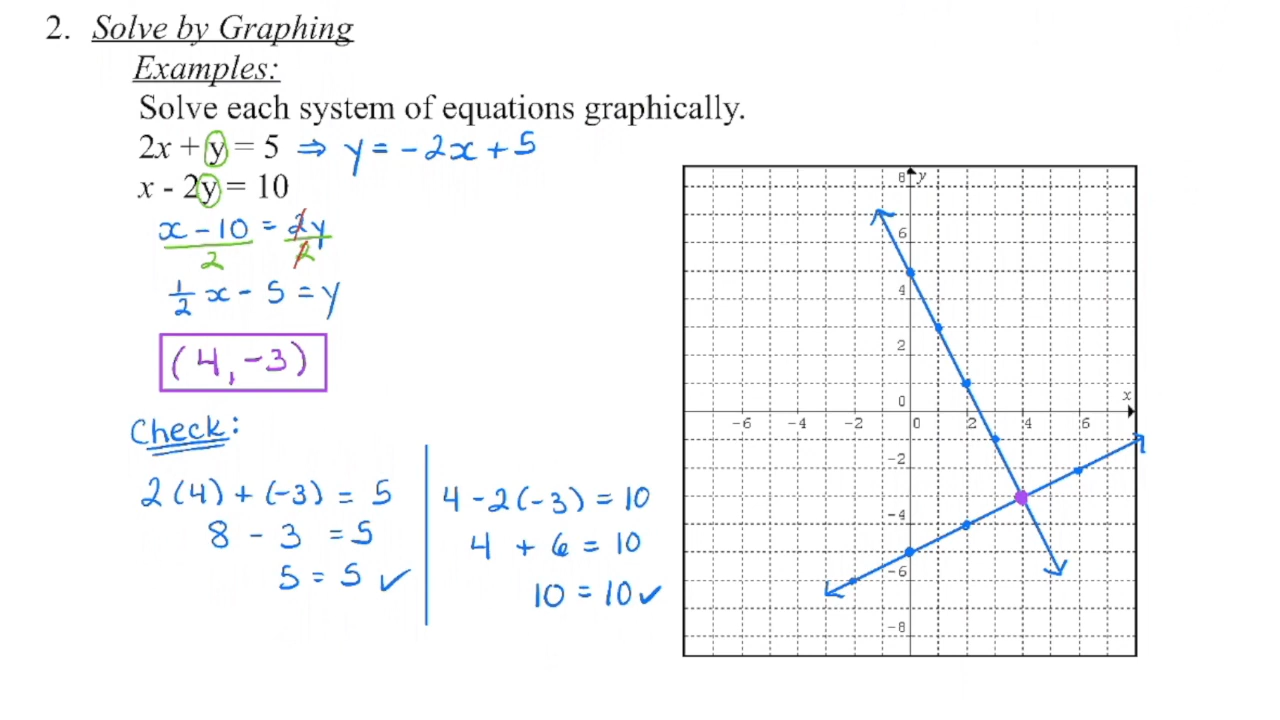 2. Solve by Graphing
Examples:
Solve each system of equations graphically.
2x + y = 5 ⇒ y = -2x + 5
x - 2y = 10
x - 10 = 2y
2 2
1/2 x - 5 = y
(4, -3)
Check:
2(4) + (-3) = 5
8 - 3 = 5
5 = 5 ✓
4 - 2(-3) = 10
4 + 6 = 10
10 = 10 ✓
8 y
6
4
2
0
x
-6 -4 -2 0 2 4 6
-2
-4
-6
-8